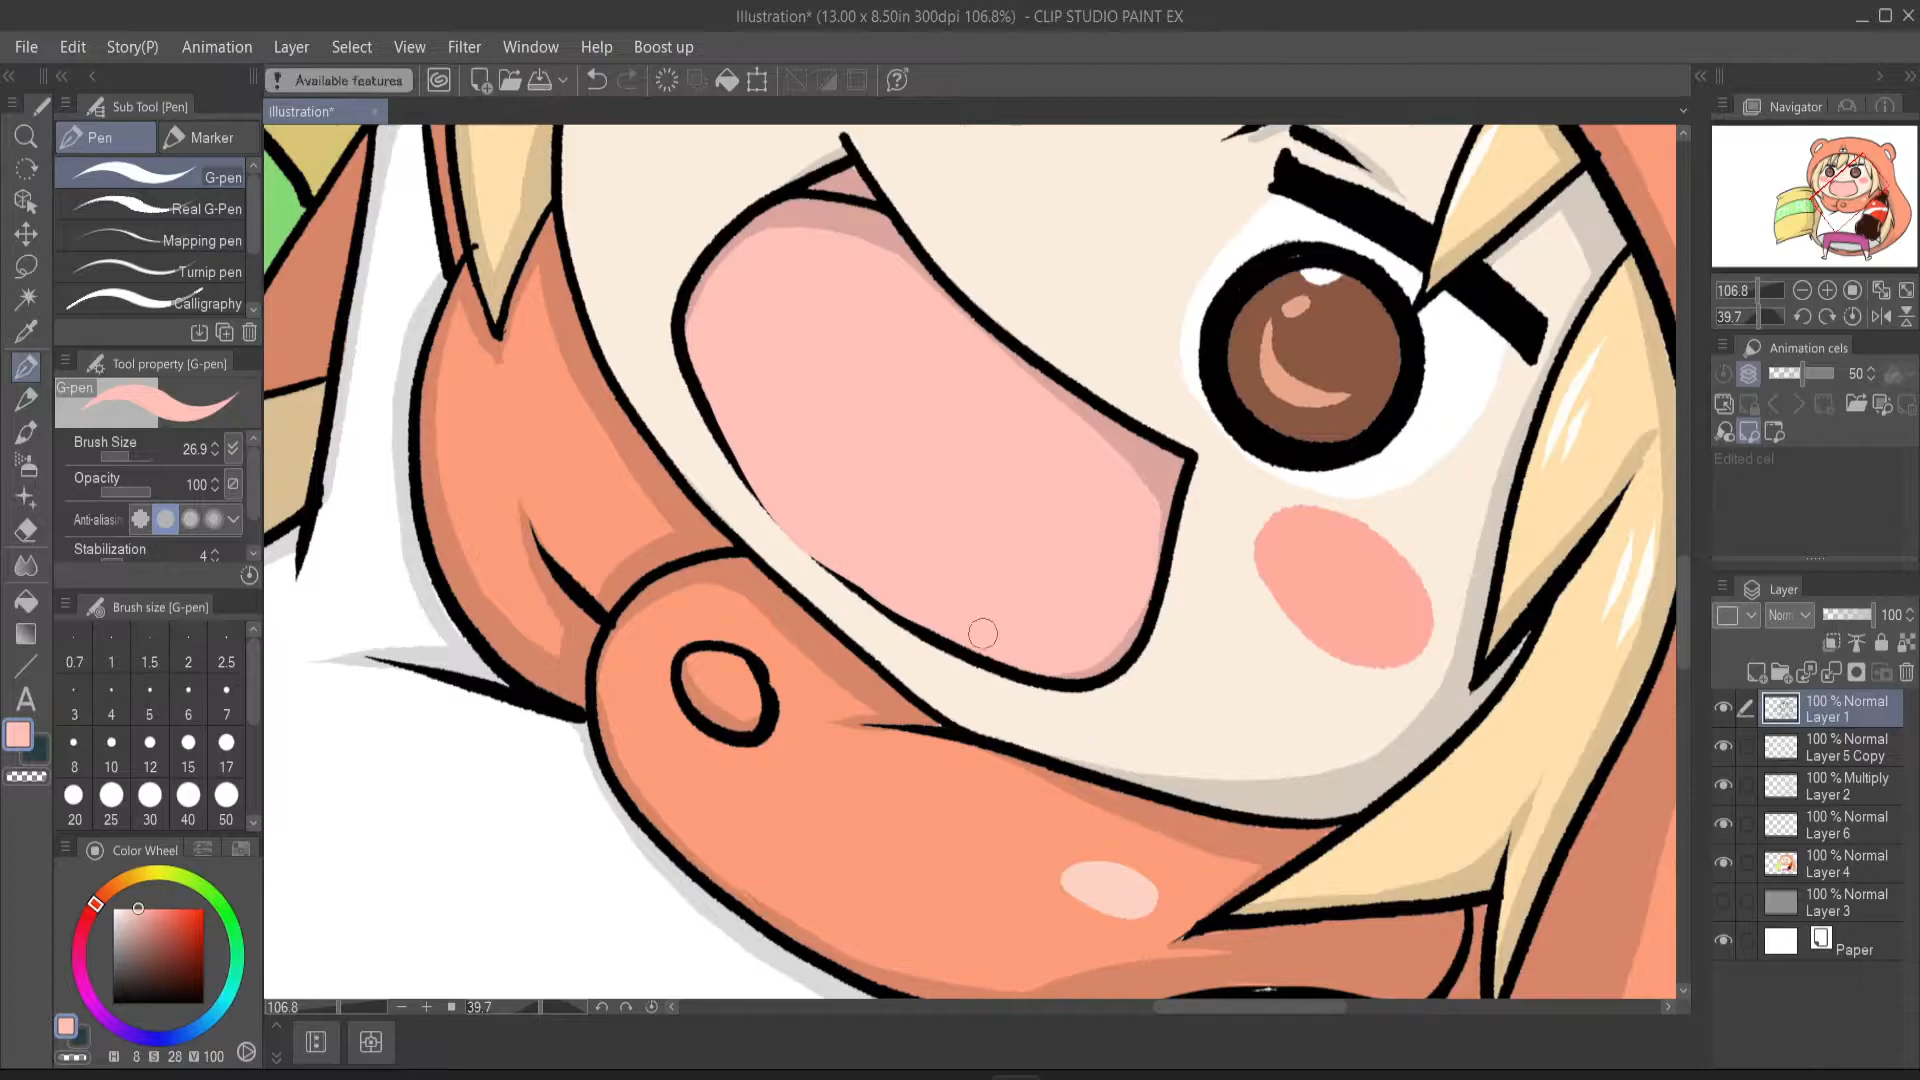 Illustration* (13.00 x 8.50in 300dpi 106.8%) - CLIP STUDIO PAINT EX
File Edit Story(P) Animation Layer Select View Filter Window Help Boost up
Available features
Sub Tool [Pen]
Illustration*
Navigator
Pen Marker
G-pen
Real G-Pen
Mapping pen
Turnip pen
Calligraphy
106.8
39.7
Tool property [G-pen]
G-pen
Animation cels
50
Brush Size 26.9
Opacity 100
Anti-aliasin
Stabilization 4
Edited cel
Brush size [G-pen]
0.7 1 1.5 2 2.5
3 4 5 6 7
8 10 12 15 17
20 25 30 40 50
Layer
Norm 100
100 % Normal
Layer 1
100 % Normal
Layer 5 Copy
100 % Multiply
Layer 2
100 % Normal
Layer 6
100 % Normal
Layer 4
100 % Normal
Layer 3
Paper
Color Wheel
H 8 S 28 V 100
106.8 39.7
A